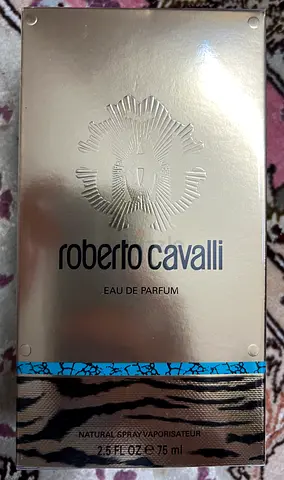 roberto cavalli
EAU DE PARFUM
NATURAL SPRAY VAPORISATEUR
2.5 FL OZ ℮ 75 ml